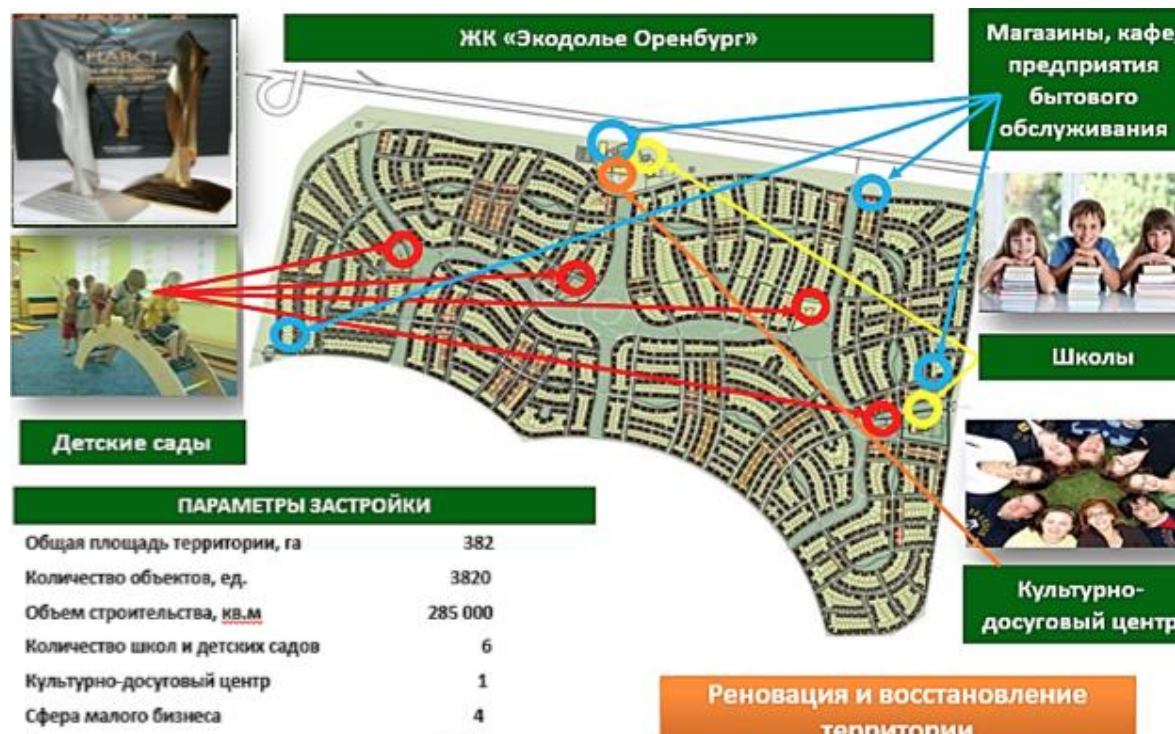 FIABCI
ЖК «Экодолье Оренбург»
Магазины, кафе
предприятия
бытового
обслуживания
Школы
Детские сады
Культурно-
досуговый центр
ПАРАМЕТРЫ ЗАСТРОЙКИ
Общая площадь территории, га 382
Количество объектов, ед. 3820
Объем строительства, кв.м 285 000
Количество школ и детских садов 6
Культурно-досуговый центр 1
Сфера малого бизнеса 4
Реновация и восстановление
территории